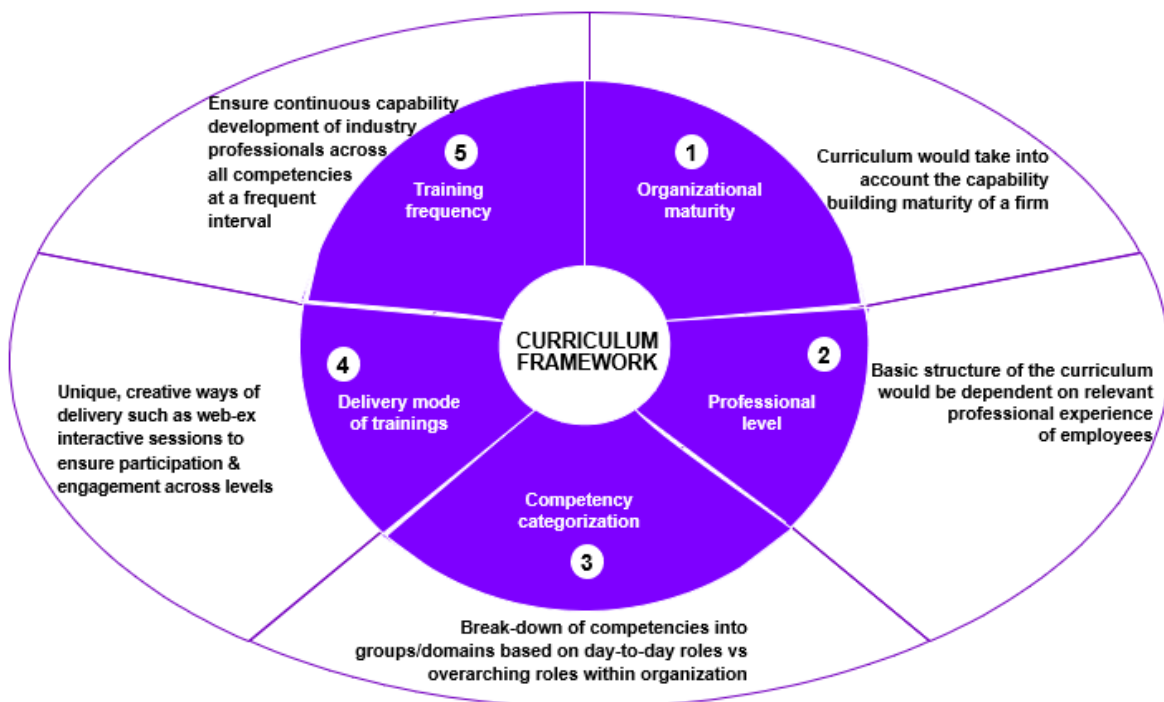 CURRICULUM
FRAMEWORK
1
Organizational
maturity
Curriculum would take into
account the capability
building maturity of a firm
2
Professional
level
Basic structure of the curriculum
would be dependent on relevant
professional experience
of employees
Competency
categorization
3
Break-down of competencies into
groups/domains based on day-to-day roles vs
overarching roles within organization
4
Delivery mode
of trainings
Unique, creative ways of
delivery such as web-ex
interactive sessions to
ensure participation &
engagement across levels
5
Training
frequency
Ensure continuous capability
development of industry
professionals across
all competencies
at a frequent
interval